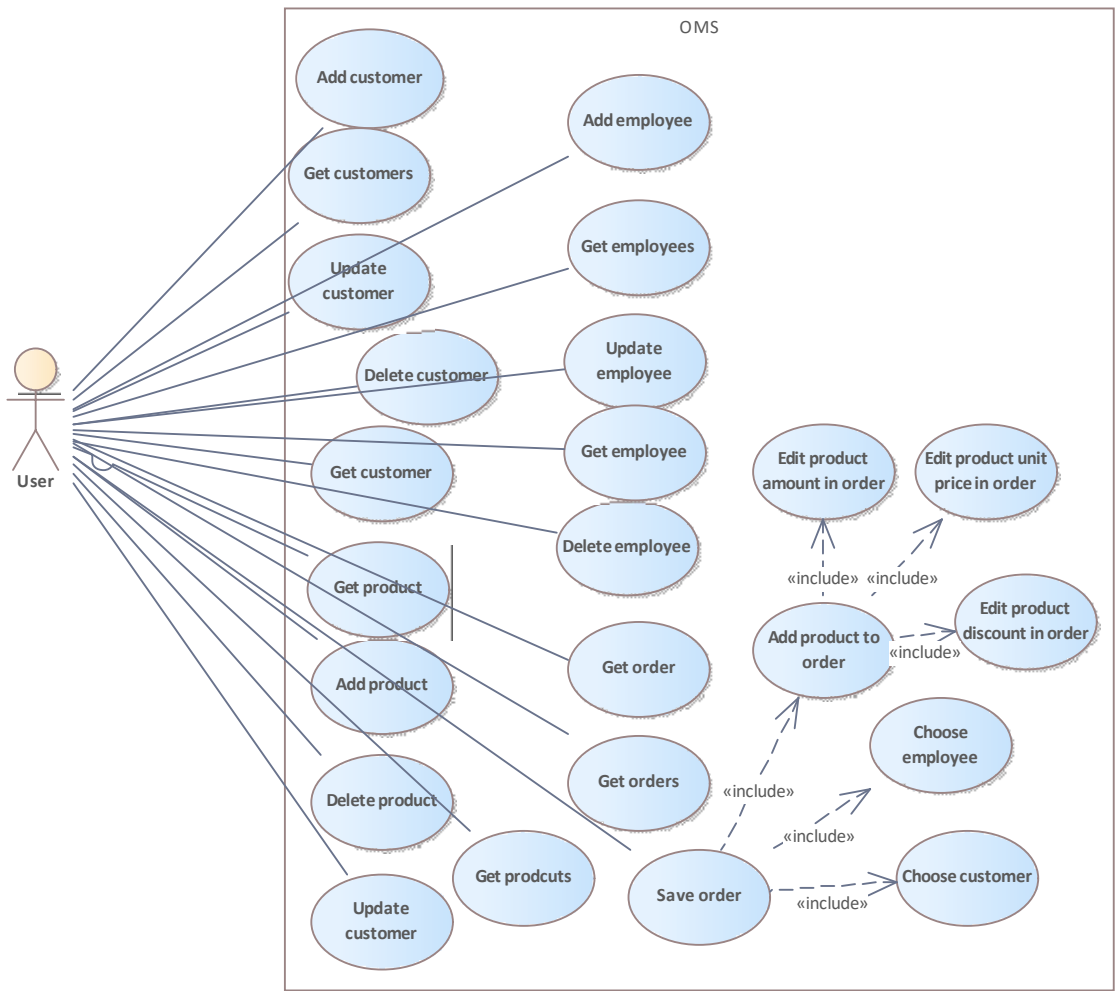 OMS
Add customer
Add employee
Get customers
Get employees
Update
customer
Update
employee
Delete customer
Get employee
Get customer
Edit product
amount in order
Edit product unit
price in order
User
Delete employee
«include»
«include»
Get product
Edit product
discount in order
Add product to
order
«include»
Get order
Add product
Choose
employee
Get orders
«include»
Delete product
«include»
Get prodcuts
Choose customer
Save order
«include»
Update
customer